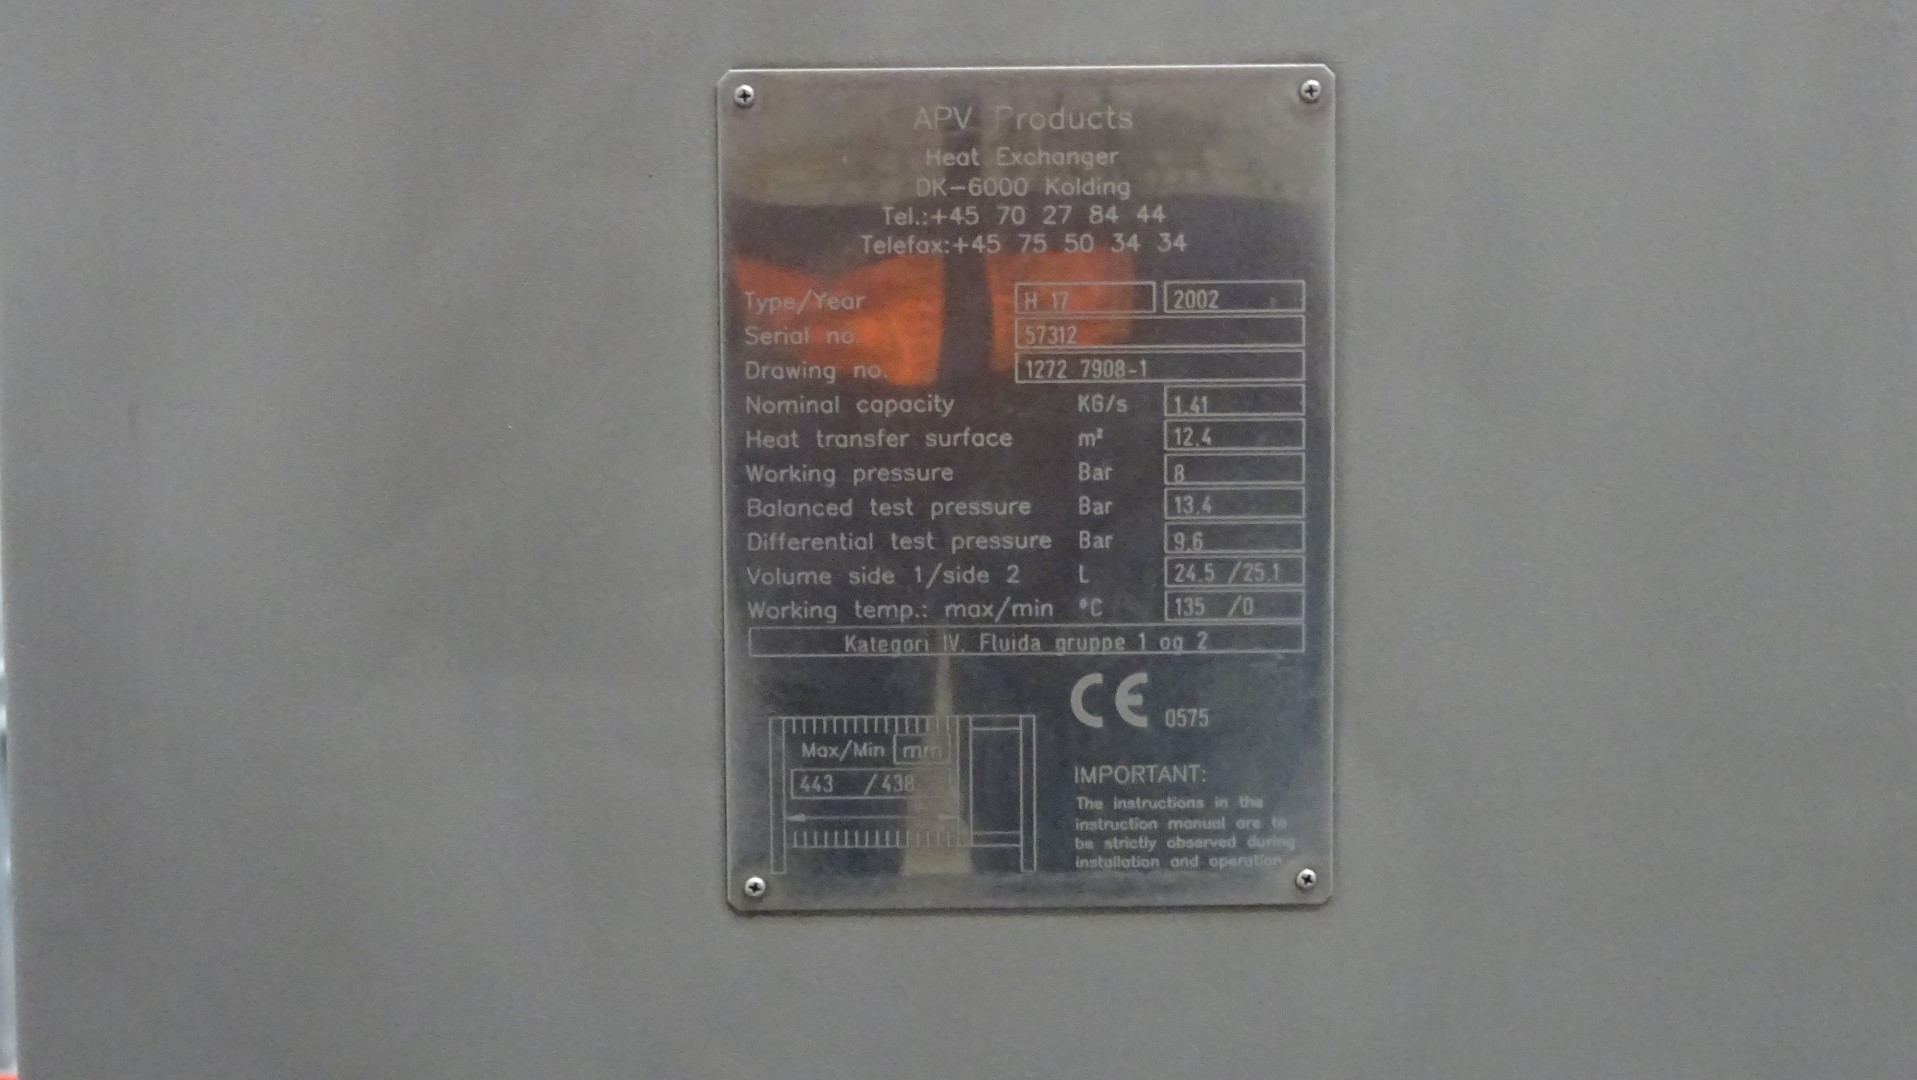 APV Products
Heat Exchanger
DK-6000 Kolding
Tel.:+45 70 27 84 44
Telefax:+45 75 50 34 34
Type/Year H 17 2002
Serial no. 57312
Drawing no. 1272 7908-1
Nominal capacity KG/s 1.41
Heat transfer surface m² 12.4
Working pressure Bar 8
Balanced test pressure Bar 13.4
Differential test pressure Bar 9.6
Volume side 1/side 2 L 24.5 /25.1
Working temp.: max/min °C 135 /0
Kategori IV. Fluida gruppe 1 og 2
CE 0575
Max/Min mm
443 /438
IMPORTANT:
The instructions in the
instruction manual are to
be strictly observed during
installation and operation